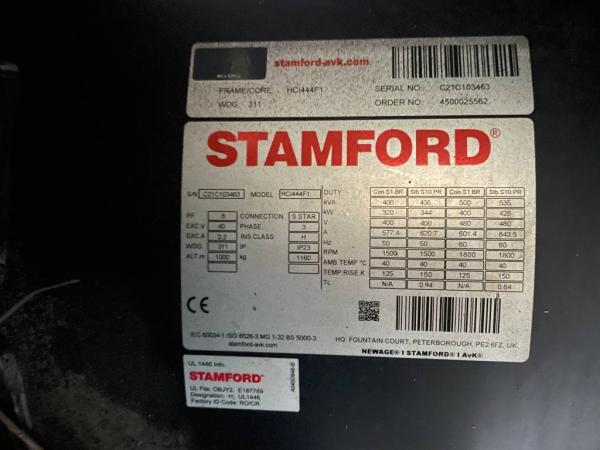 stamford-avk.com
FRAME/CORE HCI444F1 SERIAL NO. C21C103463
WDG 311 ORDER NO. 4500025562
STAMFORD®
S/N C21C103463 MODEL HCI444F1
DUTY Con S1.BR Stb S10.PR Con S1.BR Stb S10.PR
kVA 400 430 500 535
kW 320 344 400 428
V 400 400 480 480
A 577.4 620.7 601.4 643.5
Hz 50 50 60 60
RPM 1500 1500 1800 1800
AMB.TEMP °C 40 40 40 40
TEMP.RISE.K 125 150 125 150
TL N/A 0.84 N/A 0.84
PF .8 CONNECTION S.STAR
EXC.V 40 PHASE 3
EXC.A 2.2 INS.CLASS H
WDG 311 IP IP23
ALT.m 1000 kg 1160
CE
IEC 60034-1 ISO 8528-3 MG 1-32 BS 5000-3
stamford-avk.com
HQ: FOUNTAIN COURT, PETERBOROUGH, PE2 6FZ, UK.
NEWAGE® I STAMFORD® I AvK®
UL 1446 Info.
STAMFORD®
UL File: OBJY2, E187789
Designation: H, UL1446
Factory ID Code: RO/CR